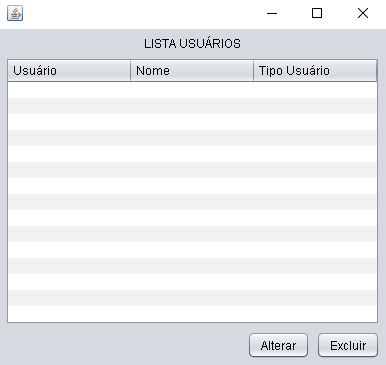 LISTA USUÁRIOS
Usuário Nome Tipo Usuário
Alterar Excluir